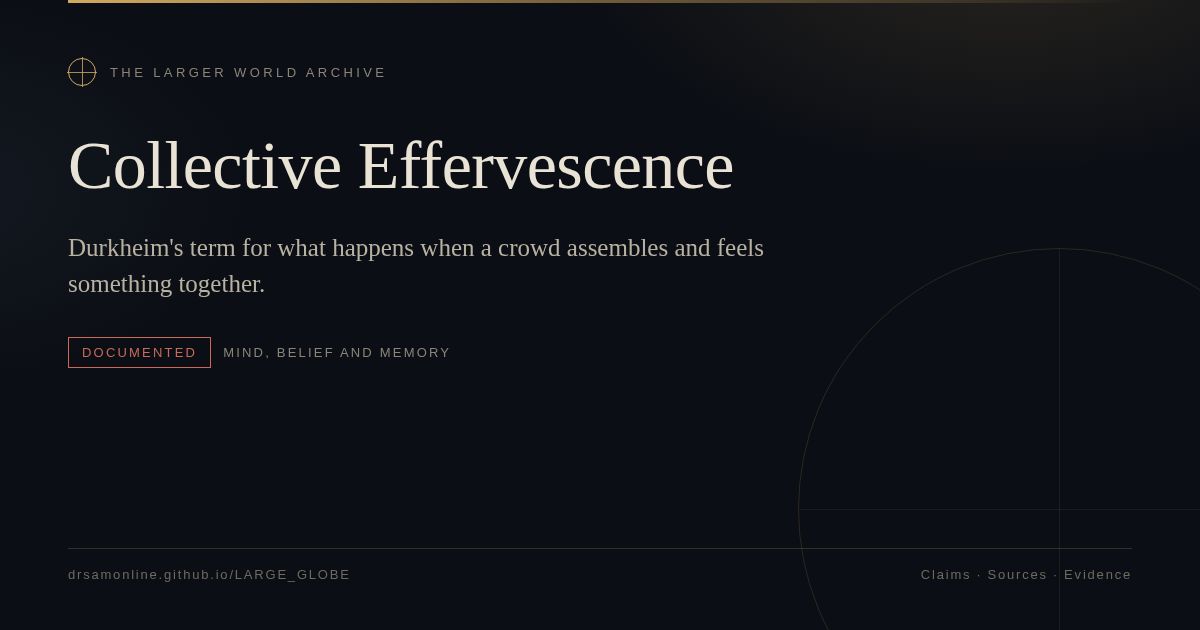 THE LARGER WORLD ARCHIVE
Collective Effervescence
Durkheim's term for what happens when a crowd assembles and feels
something together.
DOCUMENTED MIND, BELIEF AND MEMORY
drsamonline.github.io/LARGE_GLOBE
Claims · Sources · Evidence